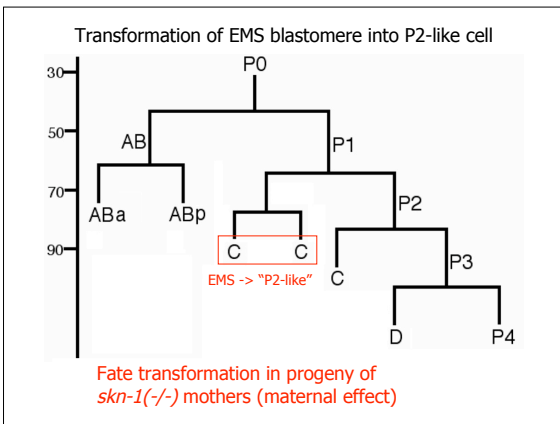 Transformation of EMS blastomere into P2-like cell
P0
30
50
AB
P1
70
ABa
ABp
P2
90
C
C
C
P3
EMS -> "P2-like"
D
P4
Fate transformation in progeny of
skn-1(-/-) mothers (maternal effect)